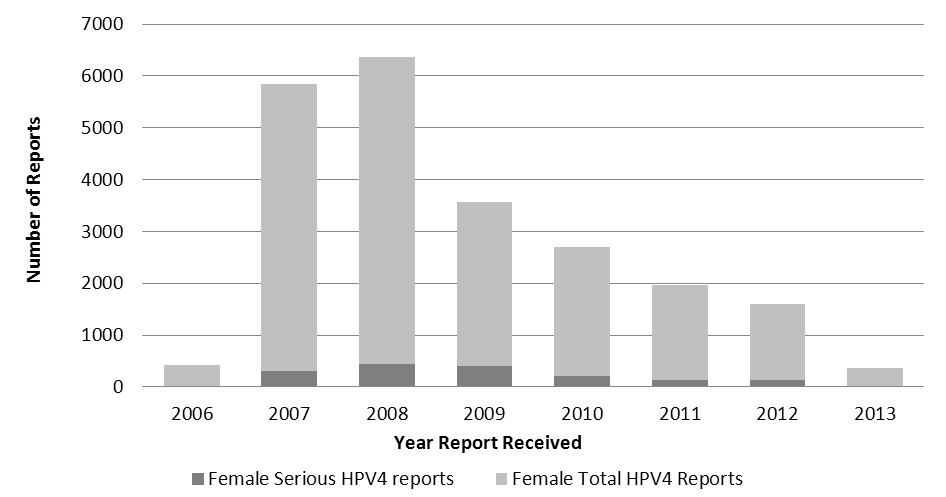 7000
6000
5000
4000
3000
2000
1000
0
Number of Reports
2006 2007 2008 2009 2010 2011 2012 2013
Year Report Received
Female Serious HPV4 reports Female Total HPV4 Reports